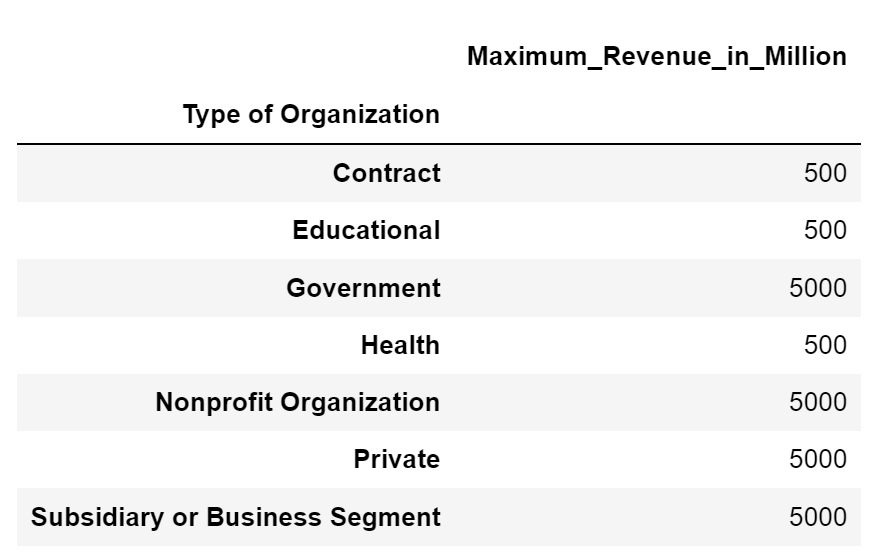 Maximum_Revenue_in_Million
Type of Organization
Contract 500
Educational 500
Government 5000
Health 500
Nonprofit Organization 5000
Private 5000
Subsidiary or Business Segment 5000